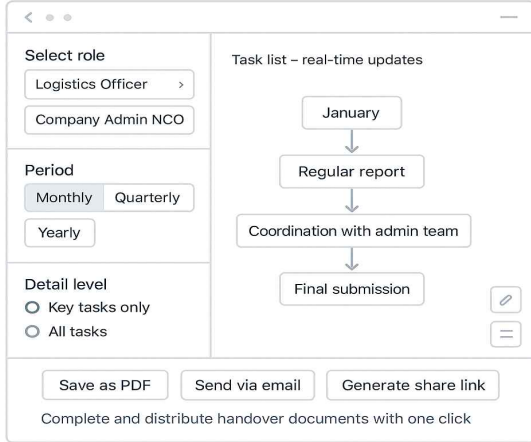 Select role
Logistics Officer
Company Admin NCO
Period
Monthly Quarterly
Yearly
Detail level
Key tasks only
All tasks
Task list – real-time updates
January
Regular report
Coordination with admin team
Final submission
Save as PDF Send via email Generate share link
Complete and distribute handover documents with one click